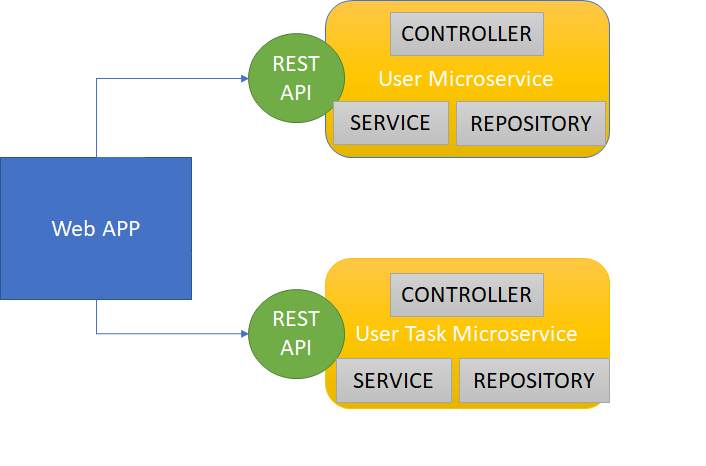 CONTROLLER
REST
API
User Microservice
SERVICE
REPOSITORY
Web APP
CONTROLLER
REST
API
User Task Microservice
SERVICE
REPOSITORY